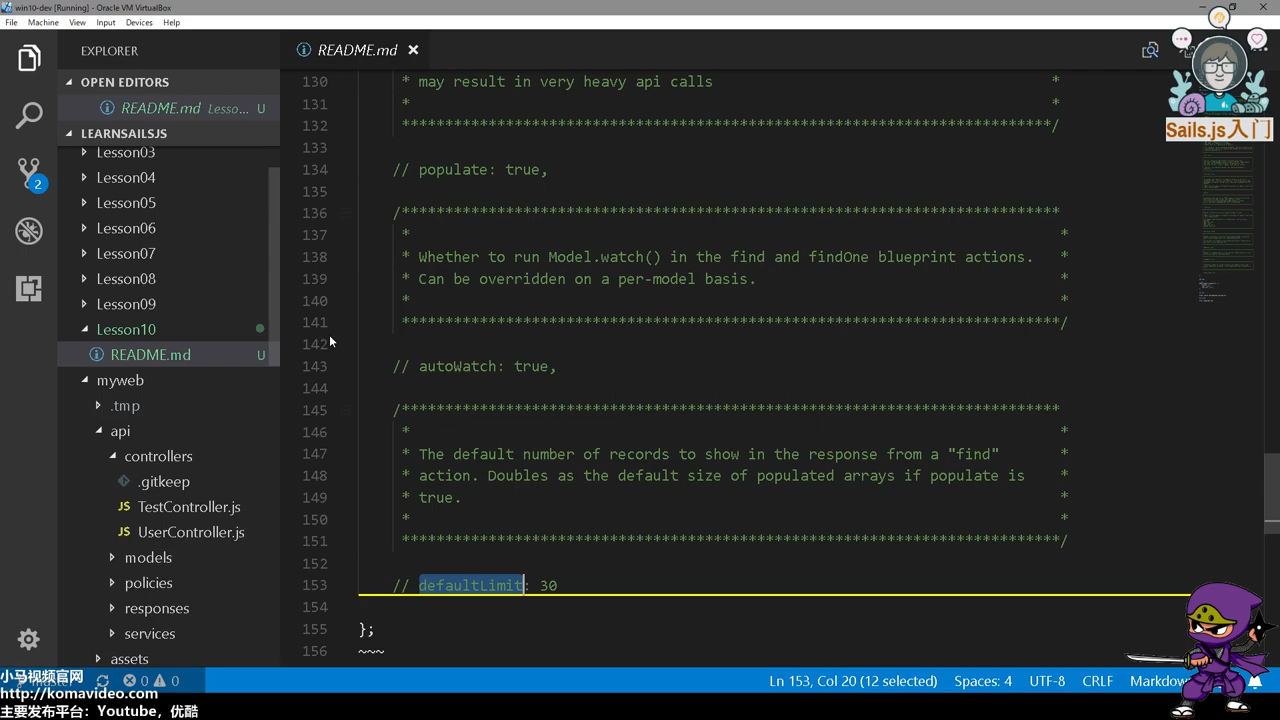 win10-dev [Running] - Oracle VM VirtualBox
File Machine View Input Devices Help
EXPLORER
OPEN EDITORS
README.md Lesso... U
LEARNSAILSJS
Lesson03
Lesson04
Lesson05
Lesson06
Lesson07
Lesson08
Lesson09
Lesson10
README.md U
myweb
.tmp
api
controllers
.gitkeep
JS TestController.js
JS UserController.js
models
policies
responses
services
assets
2
README.md
130 * may result in very heavy api calls *
131 * *
132 ***************************************************************************/
133
134 // populate: true,
135
136 /****************************************************************************
137 * *
138 * Whether to run Model.watch() in the find and findOne blueprint actions. *
139 * Can be overridden on a per-model basis. *
140 * *
141 ****************************************************************************/
142
143 // autoWatch: true,
144
145 /****************************************************************************
146 * *
147 * The default number of records to show in the response from a "find" *
148 * action. Doubles as the default size of populated arrays if populate is *
149 * true. *
150 * *
151 ****************************************************************************/
152
153 // defaultLimit: 30
154
155 };
156 ~~~
Sails.js入门
0 0
Ln 153, Col 20 (12 selected) Spaces: 4 UTF-8 CRLF Markdow
小马视频官网
http://komavideo.com
主要发布平台：Youtube，优酷